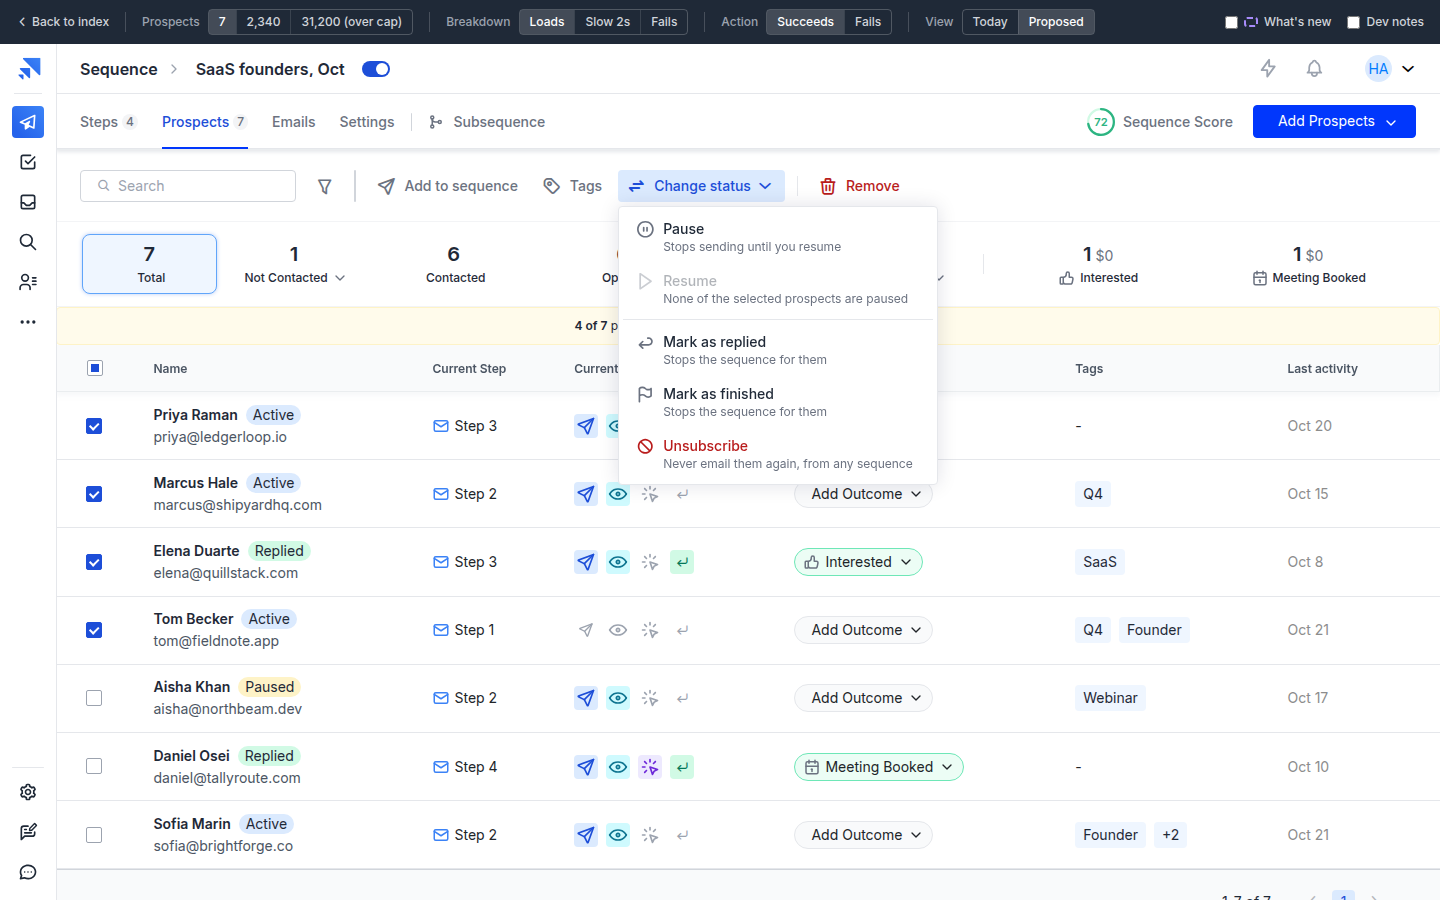 Back to index Prospects 7 2,340 31,200 (over cap) Breakdown Loads Slow 2s Fails Action Succeeds Fails View Today Proposed What's new Dev notes
Sequence SaaS founders, Oct HA
Steps 4 Prospects 7 Emails Settings Subsequence 72 Sequence Score Add Prospects
Search Add to sequence Tags Change status Remove
Pause
Stops sending until you resume
Resume
None of the selected prospects are paused
Mark as replied
Stops the sequence for them
Mark as finished
Stops the sequence for them
Unsubscribe
Never email them again, from any sequence
7 1 6 1 $0 1 $0
Total Not Contacted Contacted Op Interested Meeting Booked
4 of 7 p
Name Current Step Current Tags Last activity
Priya Raman Active
priya@ledgerloop.io
Step 3 - Oct 20
Marcus Hale Active
marcus@shipyardhq.com
Step 2 Add Outcome Q4 Oct 15
Elena Duarte Replied
elena@quillstack.com
Step 3 Interested SaaS Oct 8
Tom Becker Active
tom@fieldnote.app
Step 1 Add Outcome Q4 Founder Oct 21
Aisha Khan Paused
aisha@northbeam.dev
Step 2 Add Outcome Webinar Oct 17
Daniel Osei Replied
daniel@tallyroute.com
Step 4 Meeting Booked - Oct 10
Sofia Marin Active
sofia@brightforge.co
Step 2 Add Outcome Founder +2 Oct 21
1-7 of 7 1